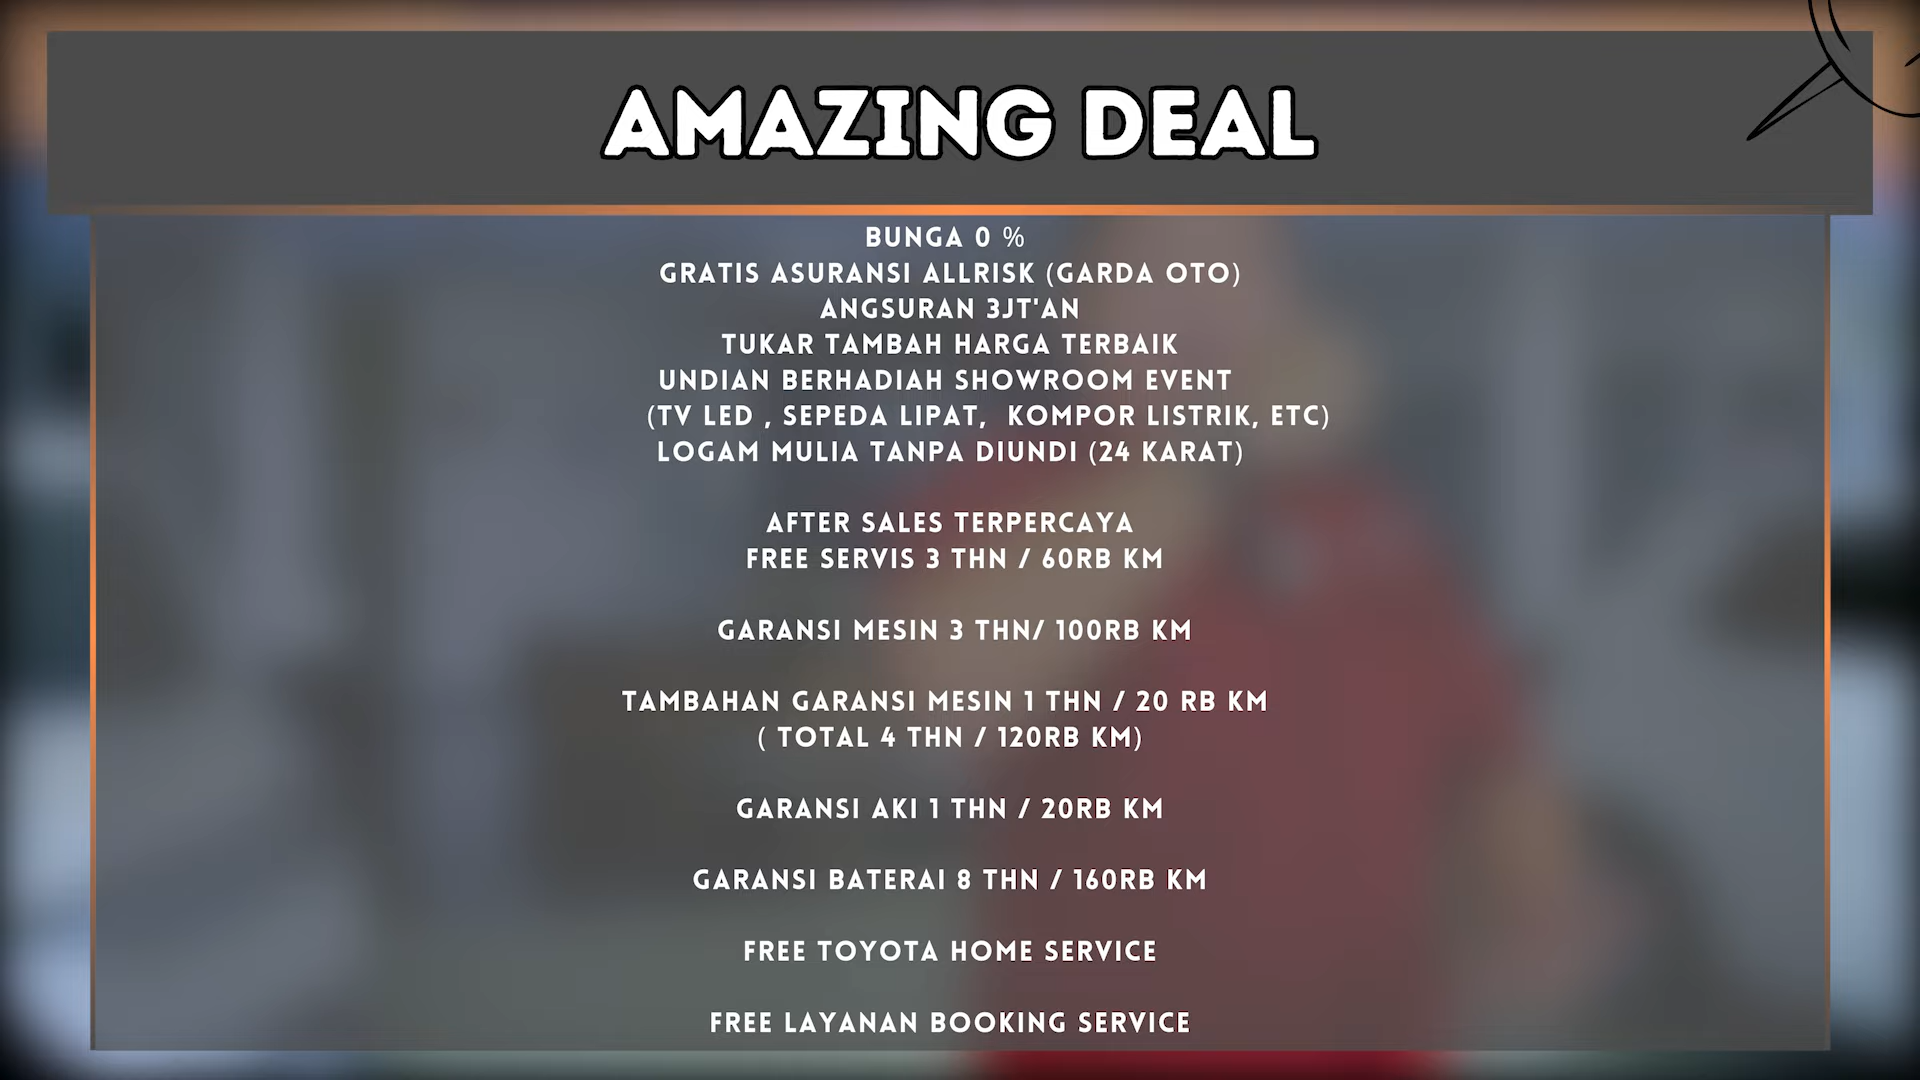 AMAZING DEAL
BUNGA 0 %
GRATIS ASURANSI ALLRISK (GARDA OTO)
ANGSURAN 3JT'AN
TUKAR TAMBAH HARGA TERBAIK
UNDIAN BERHADIAH SHOWROOM EVENT
(TV LED , SEPEDA LIPAT, KOMPOR LISTRIK, ETC)
LOGAM MULIA TANPA DIUNDI (24 KARAT)
AFTER SALES TERPERCAYA
FREE SERVIS 3 THN / 60RB KM
GARANSI MESIN 3 THN/ 100RB KM
TAMBAHAN GARANSI MESIN 1 THN / 20 RB KM
( TOTAL 4 THN / 120RB KM)
GARANSI AKI 1 THN / 20RB KM
GARANSI BATERAI 8 THN / 160RB KM
FREE TOYOTA HOME SERVICE
FREE LAYANAN BOOKING SERVICE